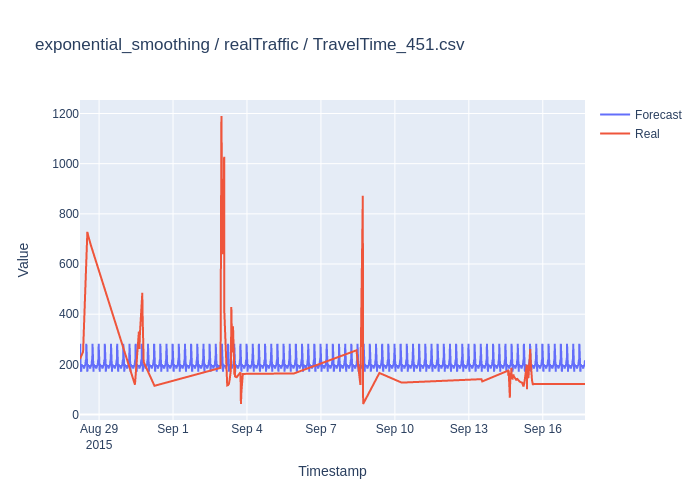 exponential_smoothing / realTraffic / TravelTime_451.csv
1200
1000
800
600
400
200
0
Value
Aug 29
2015
Sep 1
Sep 4
Sep 7
Sep 10
Sep 13
Sep 16
Timestamp
Forecast
Real